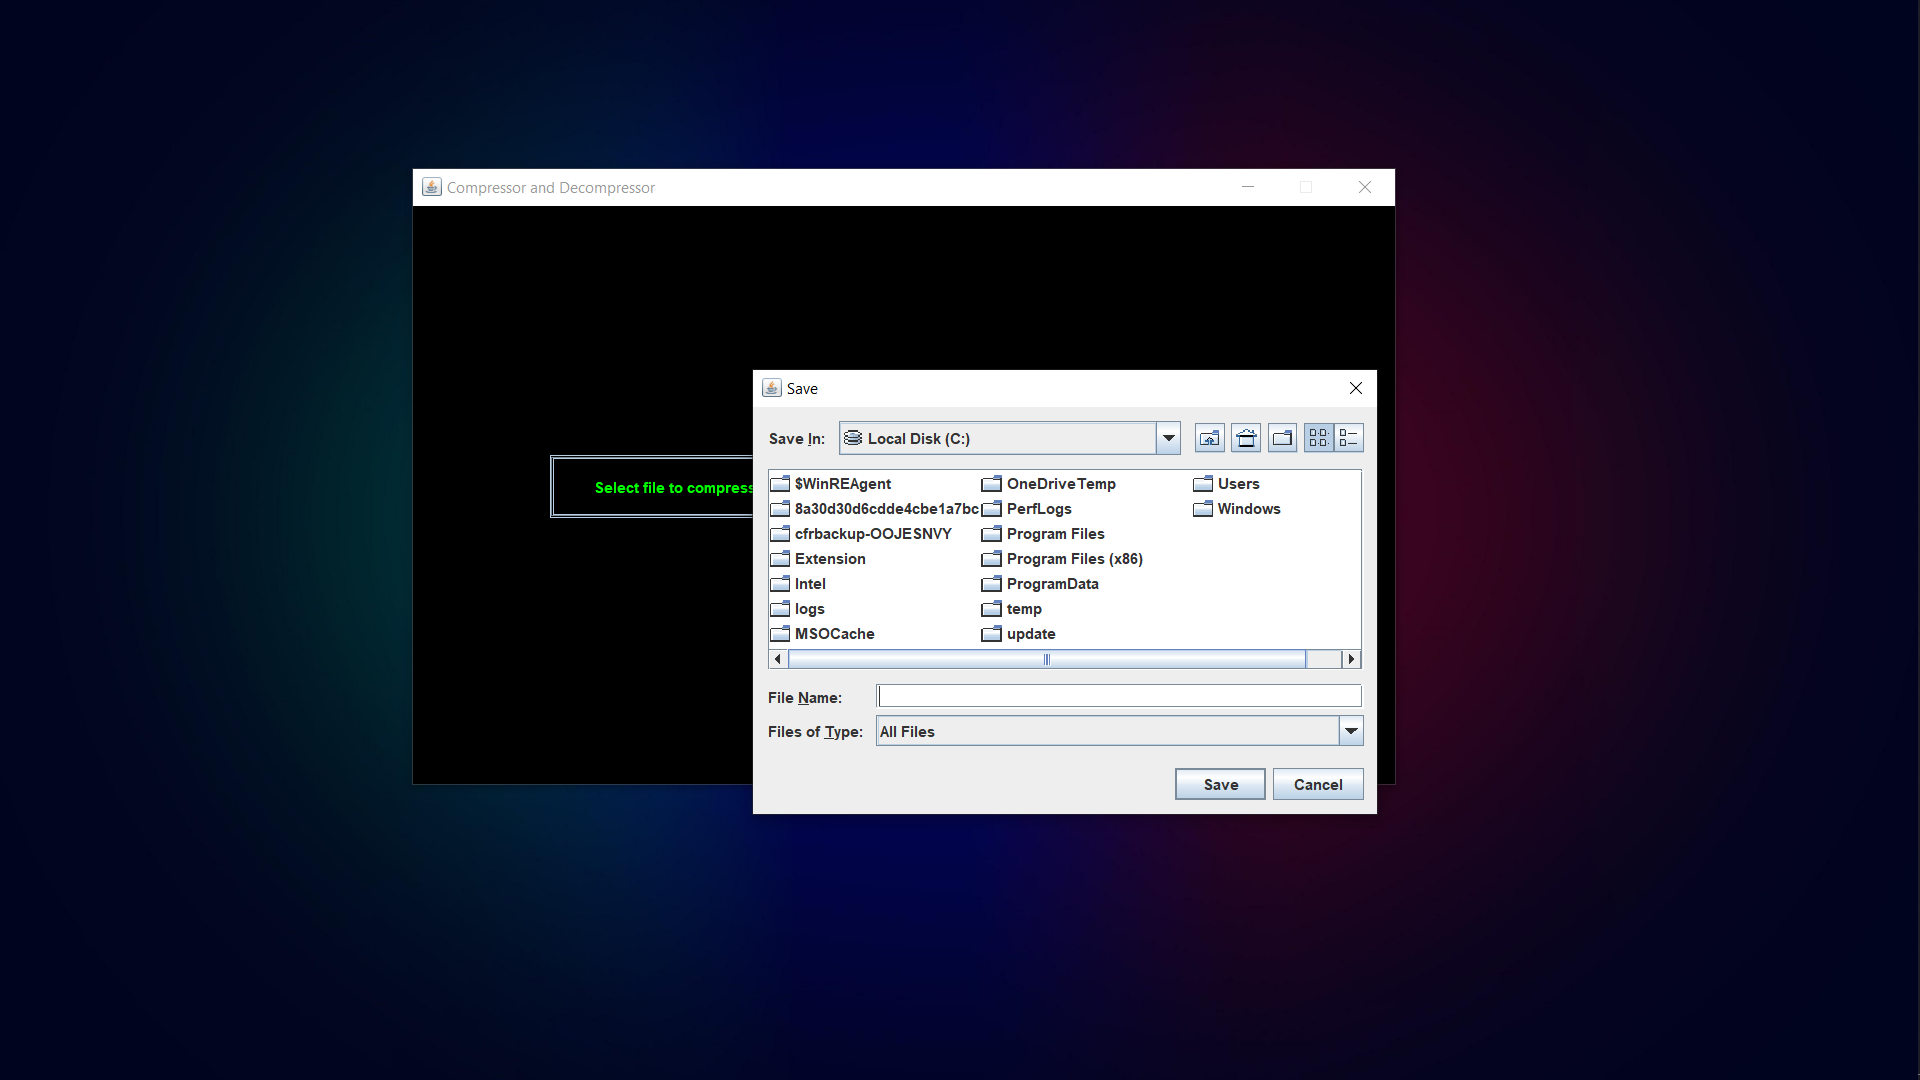 Compressor and Decompressor
Select file to compress
Save
Save In:
Local Disk (C:)
$WinREAgent
8a30d30d6cdde4cbe1a7bc
cfrbackup-OOJESNVY
Extension
Intel
logs
MSOCache
OneDriveTemp
PerfLogs
Program Files
Program Files (x86)
ProgramData
temp
update
Users
Windows
File Name:
Files of Type:
All Files
Save
Cancel